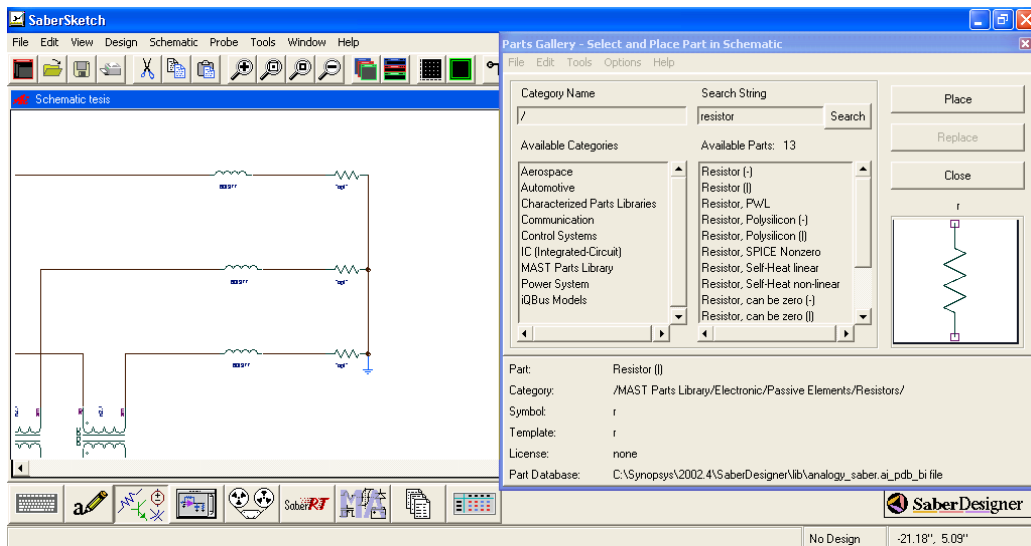 SaberSketch
File Edit View Design Schematic Probe Tools Window Help
Schematic tesis
Parts Gallery - Select and Place Part in Schematic
File Edit Tools Options Help
Category Name
/
Search String
resistor
Search
Available Categories
Aerospace
Automotive
Characterized Parts Libraries
Communication
Control Systems
IC (Integrated-Circuit)
MAST Parts Library
Power System
iQBus Models
Available Parts: 13
Resistor (-)
Resistor (|)
Resistor, PWL
Resistor, Polysilicon (-)
Resistor, Polysilicon (|)
Resistor, SPICE Nonzero
Resistor, Self-Heat linear
Resistor, Self-Heat non-linear
Resistor, can be zero (-)
Resistor, can be zero (|)
Place
Replace
Close
r
Part: Resistor (|)
Category: /MAST Parts Library/Electronic/Passive Elements/Resistors/
Symbol: r
Template: r
License: none
Part Database: C:\Synopsys\2002.4\SaberDesigner\lib\analogy_saber.ai_pdb_bi file
a
SaberRT
MA
SaberDesigner
No Design
-21.18", 5.09"